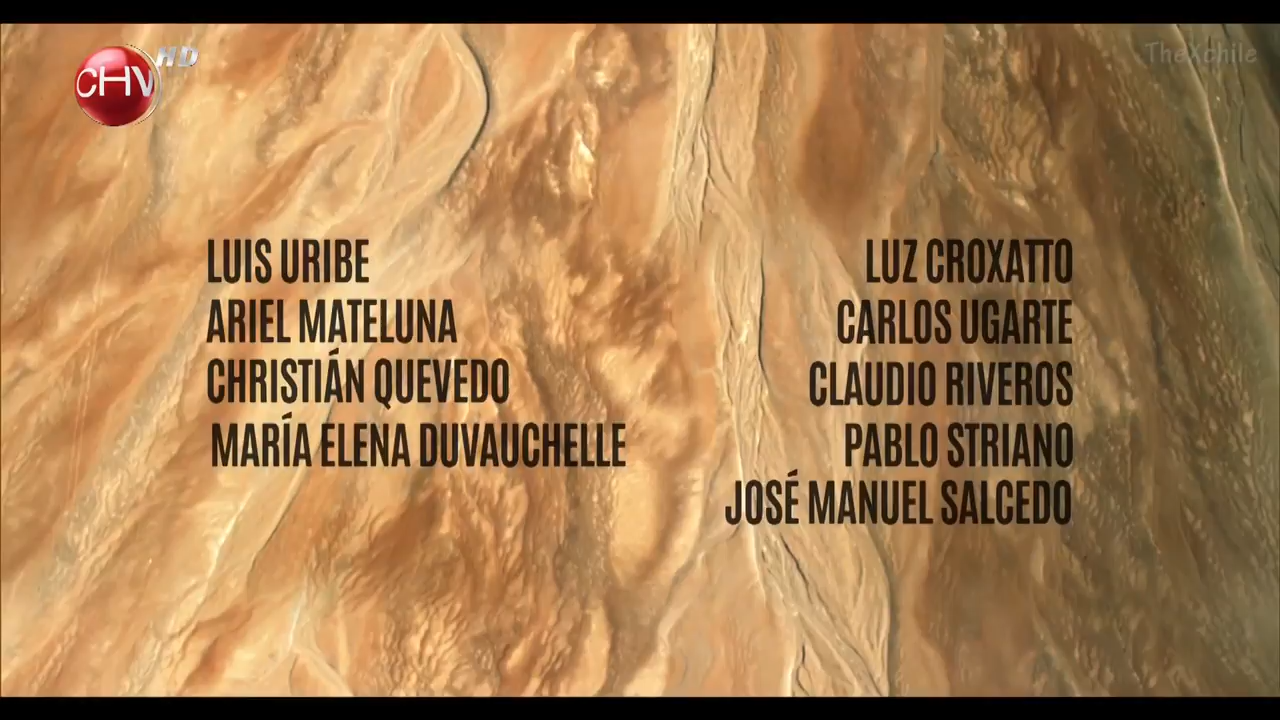 CHV HD
TheXchile
LUIS URIBE
ARIEL MATELUNA
CHRISTIÁN QUEVEDO
MARÍA ELENA DUVAUCHELLE
LUZ CROXATTO
CARLOS UGARTE
CLAUDIO RIVEROS
PABLO STRIANO
JOSÉ MANUEL SALCEDO